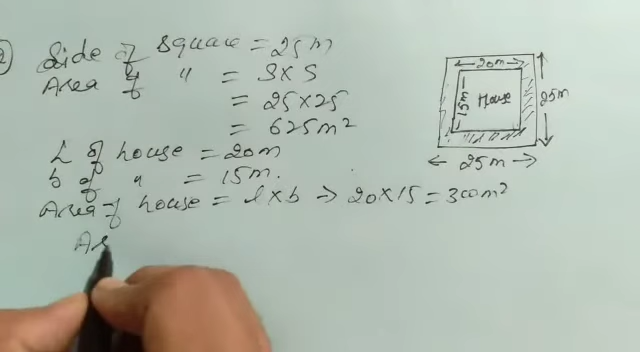 2)
Side of square = 25m
Area of " = S×S
= 25×25
= 625m²
L of house = 20m
b of " = 15m.
Area of house = l×b → 20×15 = 300m²
Ar
20m
15m
House
25m
25m